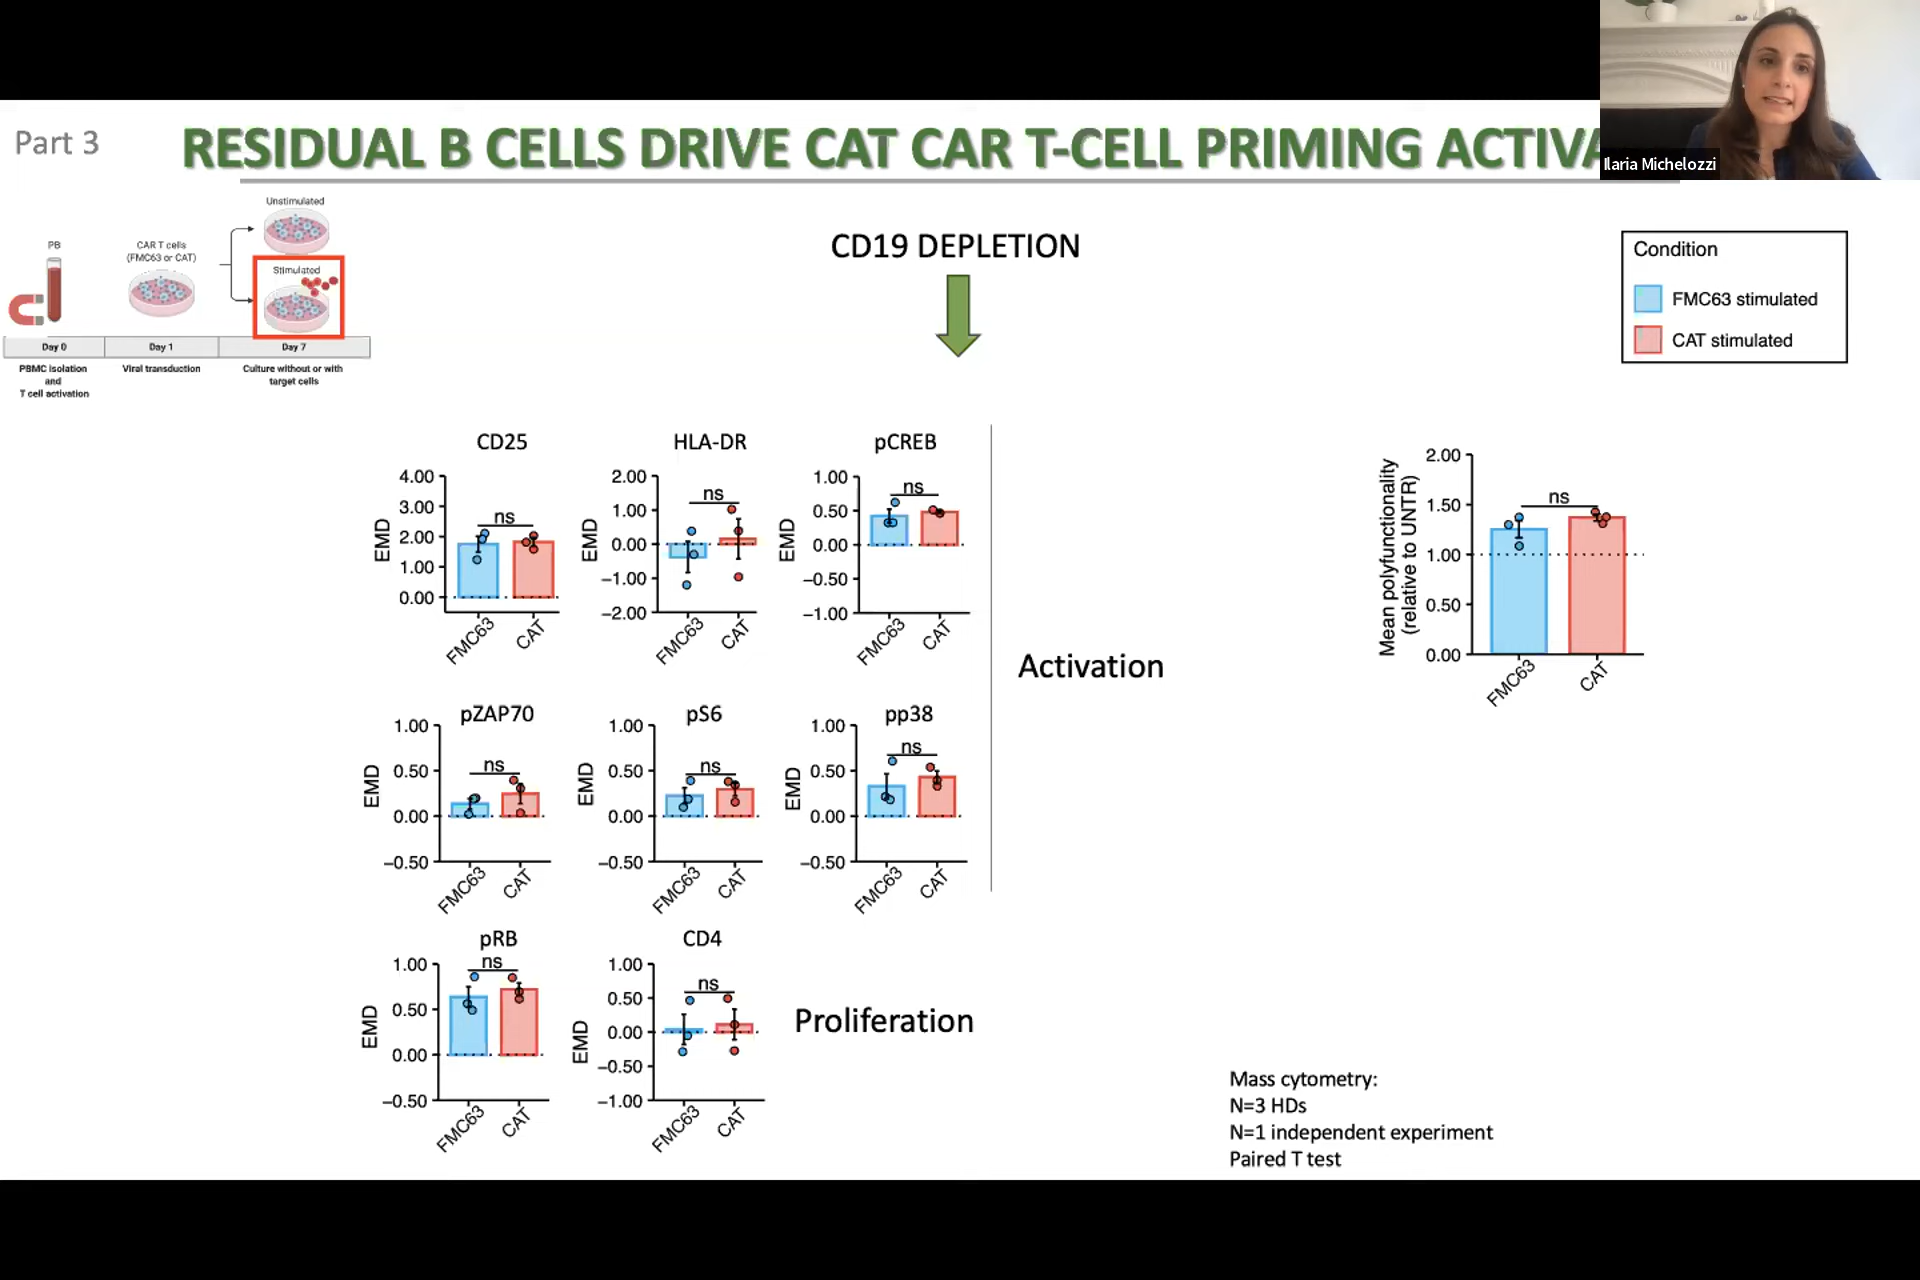 Part 3
RESIDUAL B CELLS DRIVE CAT CAR T-CELL PRIMING ACTIVA
Ilaria Michelozzi
Unstimulated
PB
CAR T cells
(FMC63 or CAT)
Stimulated
Day 0
Day 1
Day 7
PBMC isolation
and
T cell activation
Viral transduction
Culture without or with
target cells
CD19 DEPLETION
Condition
FMC63 stimulated
CAT stimulated
CD25
EMD
4.00
3.00
2.00
1.00
0.00
ns
FMC63
CAT
HLA-DR
EMD
2.00
1.00
0.00
−1.00
−2.00
ns
FMC63
CAT
pCREB
EMD
1.00
0.50
0.00
−0.50
−1.00
ns
FMC63
CAT
Activation
Mean polyfunctionality
(relative to UNTR)
2.00
1.50
1.00
0.50
0.00
ns
FMC63
CAT
pZAP70
EMD
1.00
0.50
0.00
−0.50
ns
FMC63
CAT
pS6
EMD
1.00
0.50
0.00
−0.50
ns
FMC63
CAT
pp38
EMD
1.00
0.50
0.00
−0.50
ns
FMC63
CAT
pRB
EMD
1.00
0.50
0.00
−0.50
ns
FMC63
CAT
CD4
EMD
1.00
0.50
0.00
−0.50
−1.00
ns
FMC63
CAT
Proliferation
Mass cytometry:
N=3 HDs
N=1 independent experiment
Paired T test